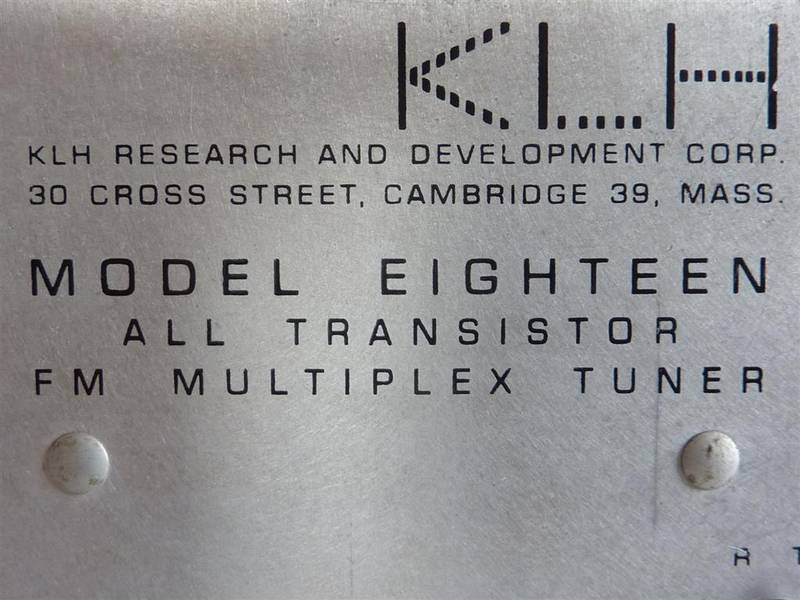 KLH
KLH RESEARCH AND DEVELOPMENT CORP.
30 CROSS STREET, CAMBRIDGE 39, MASS.
MODEL EIGHTEEN
ALL TRANSISTOR
FM MULTIPLEX TUNER
R T